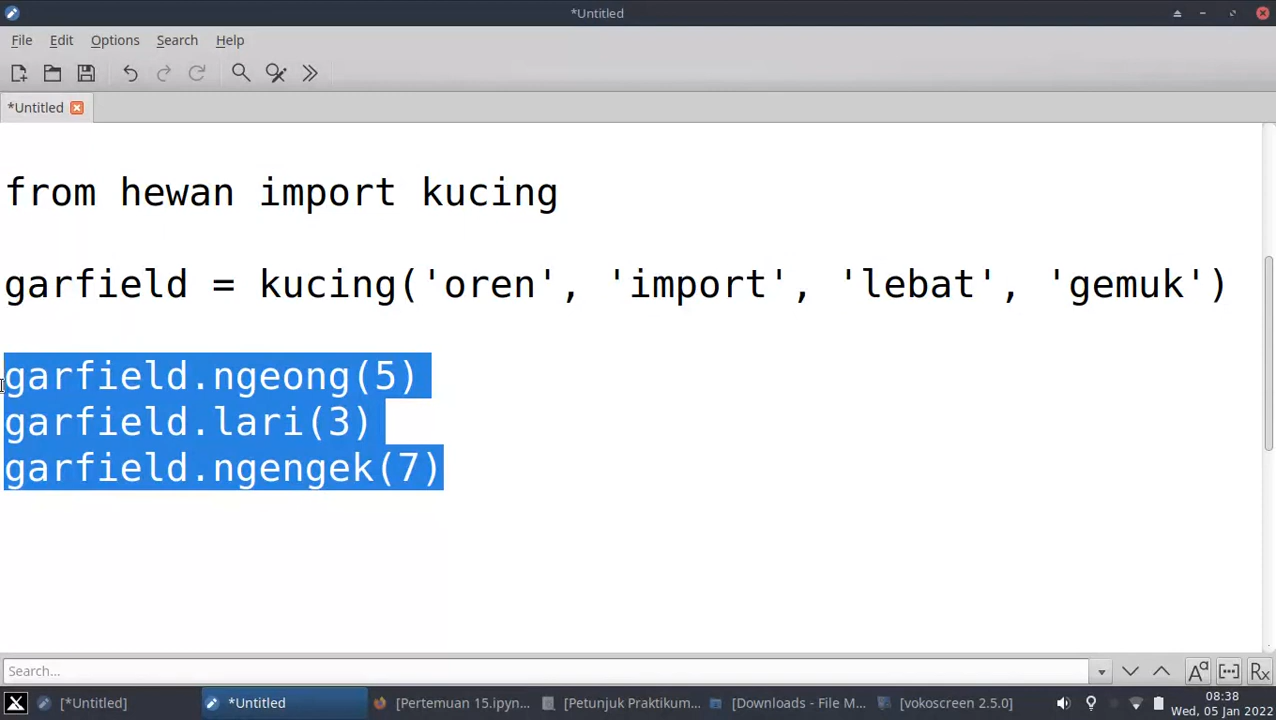 *Untitled
File Edit Options Search Help
*Untitled
from hewan import kucing
garfield = kucing('oren', 'import', 'lebat', 'gemuk')
garfield.ngeong(5)
garfield.lari(3)
garfield.ngengek(7)
Search...
[*Untitled] *Untitled [Pertemuan 15.ipyn... [Petunjuk Praktikum... [Downloads - File M... [vokoscreen 2.5.0] 08:38
Wed, 05 Jan 2022